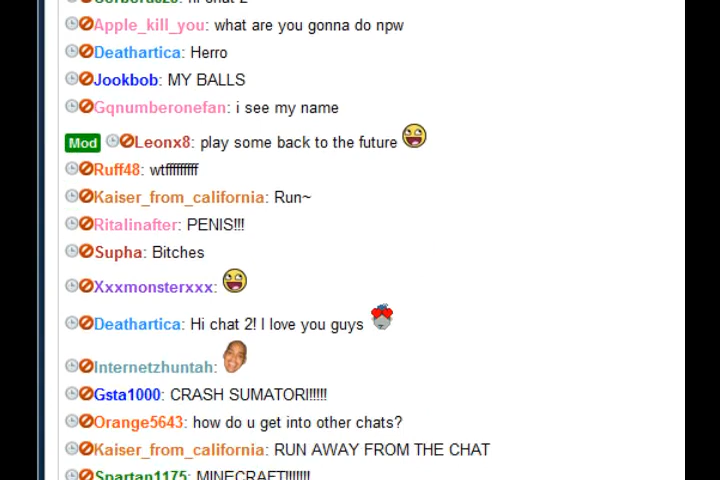 Apple_kill_you: what are you gonna do npw
Deathartica: Herro
Jookbob: MY BALLS
Gqnumberonefan: i see my name
Mod Leonx8: play some back to the future
Ruff48: wtfffffffff
Kaiser_from_california: Run~
Ritalinafter: PENIS!!!
Supha: Bitches
Xxxmonsterxxx:
Deathartica: Hi chat 2! I love you guys
Internetzhuntah:
Gsta1000: CRASH SUMATOR!!!!!!!
Orange5643: how do u get into other chats?
Kaiser_from_california: RUN AWAY FROM THE CHAT
Spartan1175: MINECRAFT!!!!!!!